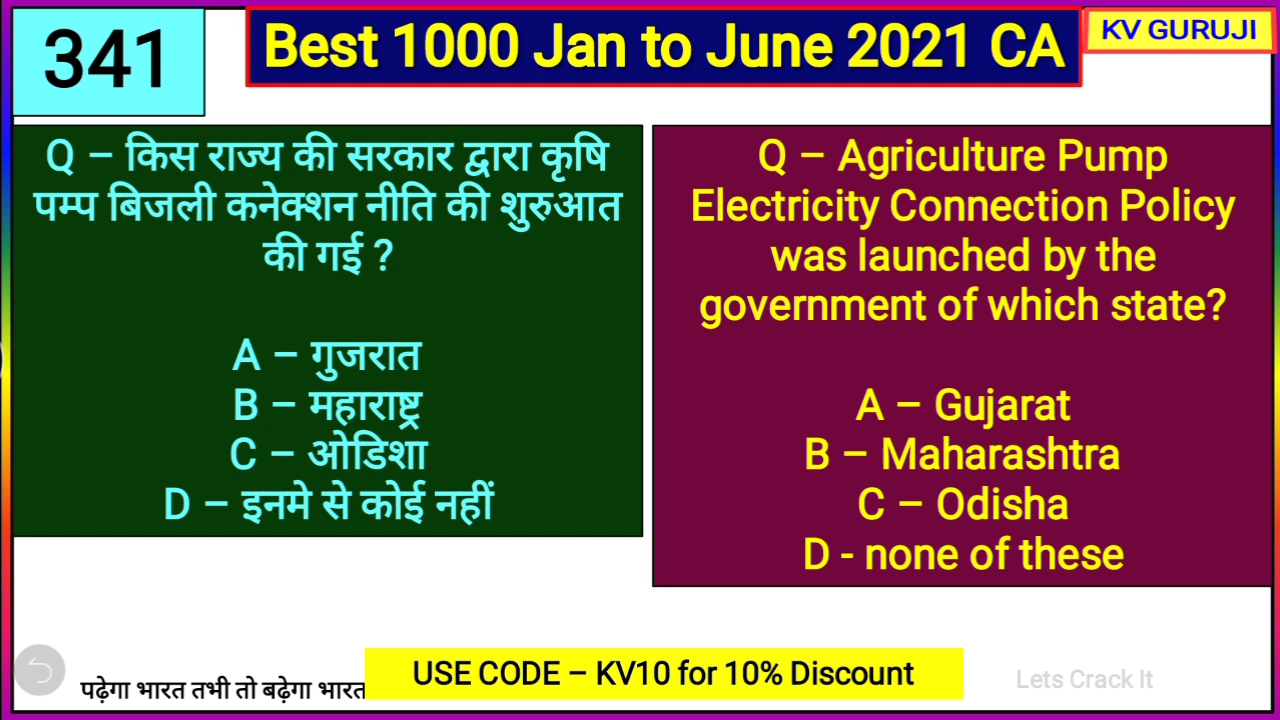 341
Best 1000 Jan to June 2021 CA
KV GURUJI
Q – किस राज्य की सरकार द्वारा कृषि
पम्प बिजली कनेक्शन नीति की शुरुआत
की गई ?
A – गुजरात
B – महाराष्ट्र
C – ओडिशा
D – इनमे से कोई नहीं
Q – Agriculture Pump
Electricity Connection Policy
was launched by the
government of which state?
A – Gujarat
B – Maharashtra
C – Odisha
D - none of these
पढ़ेगा भारत तभी तो बढ़ेगा भारत
USE CODE – KV10 for 10% Discount
Lets Crack It